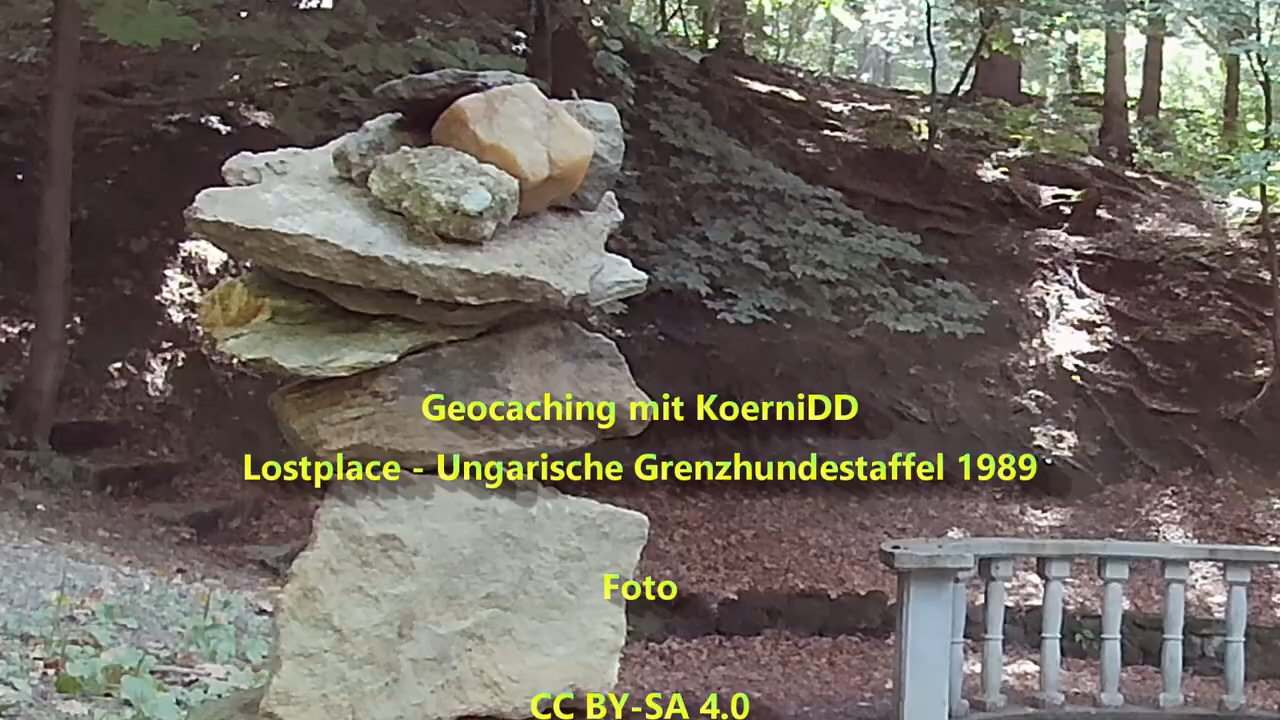 Geocaching mit KoerniDD
Lostplace - Ungarische Grenzhundestaffel 1989
Foto
CC BY-SA 4.0